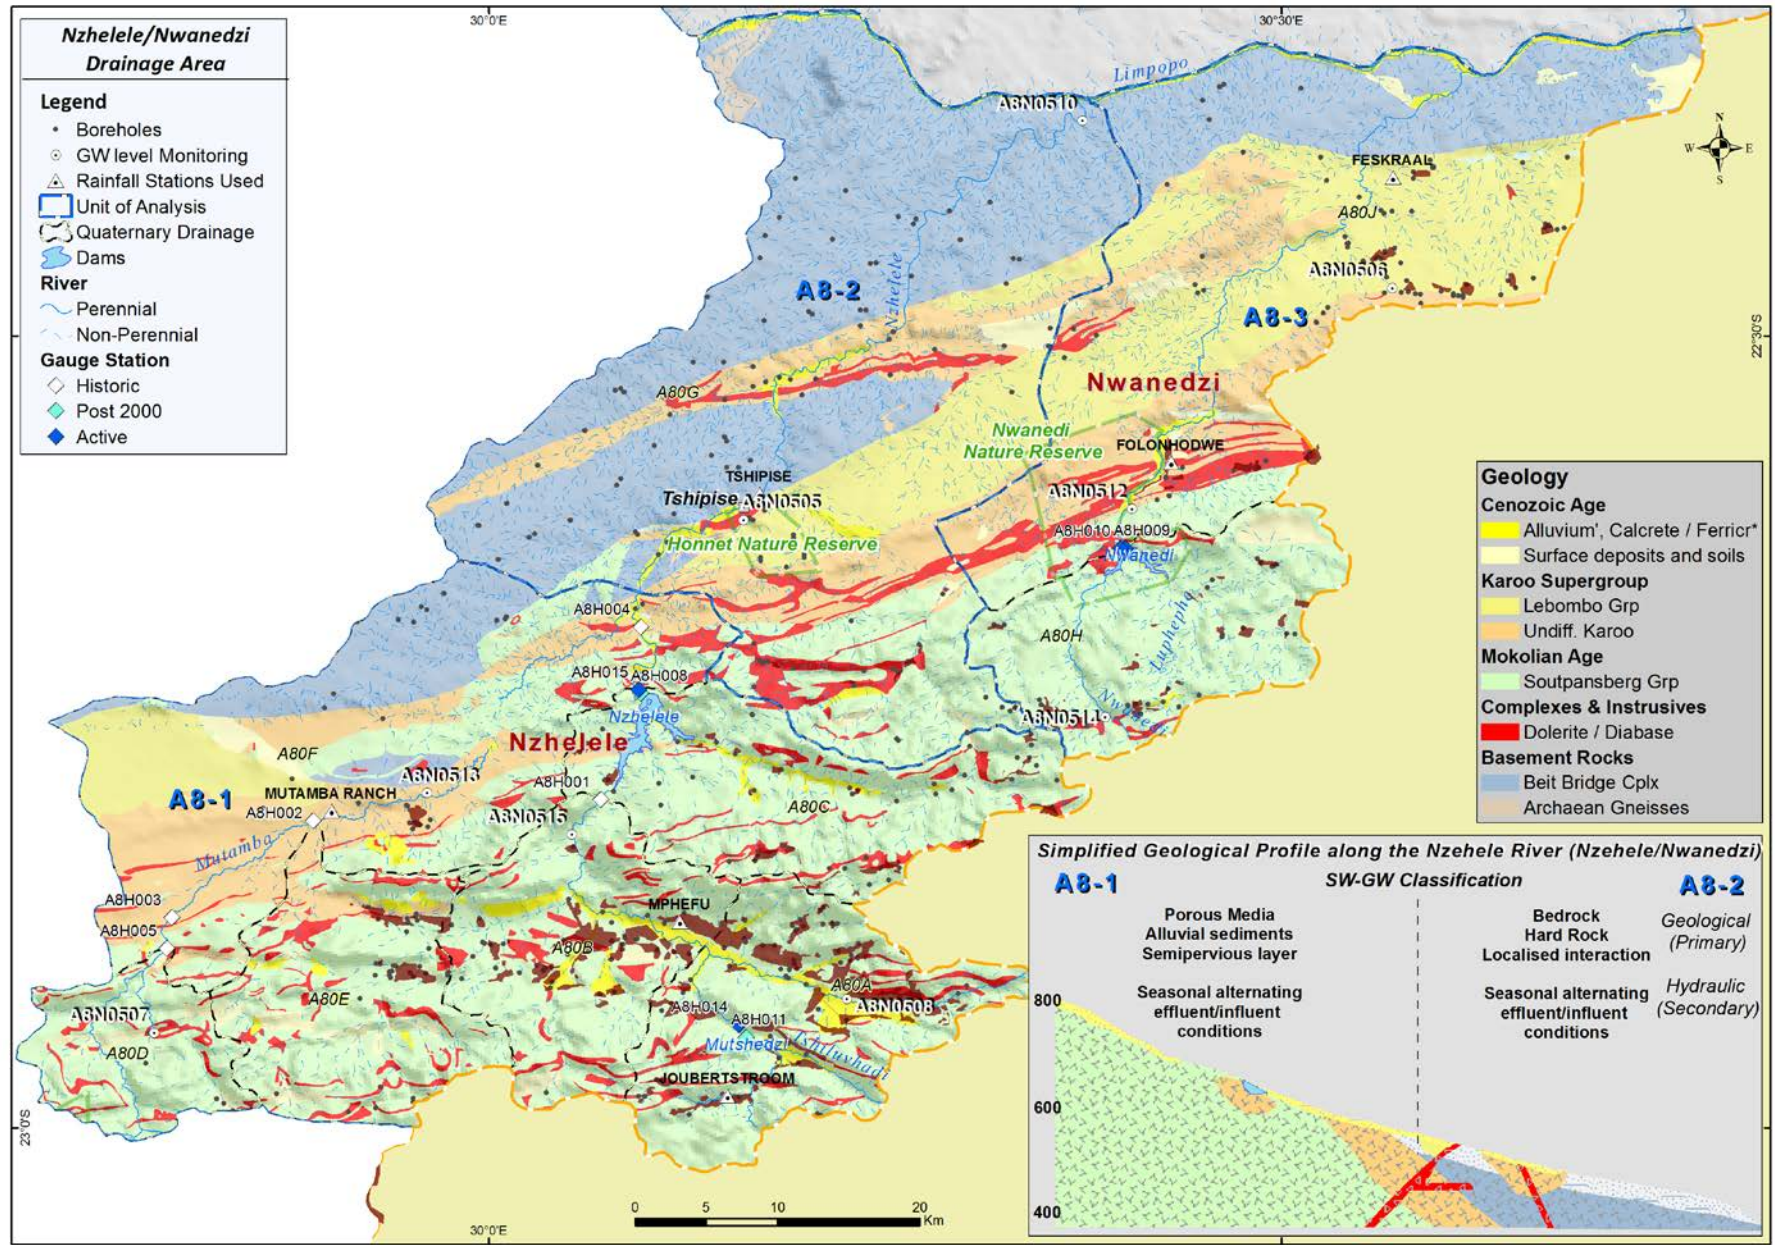 Nzhelele/Nwanedzi
Drainage Area
Legend
Boreholes
GW level Monitoring
Rainfall Stations Used
Unit of Analysis
Quaternary Drainage
Dams
River
Perennial
Non-Perennial
Gauge Station
Historic
Post 2000
Active
30°0'E
30°30'E
Limpopo
A8N0510
N
W E
S
FESKRAAL
A80J
A8N0506
A8-2
Nzhelele
A8-3
22°30'S
Nwanedzi
A80G
Nwanedi
Nature Reserve
FOLONHODWE
TSHIPISE
Tshipise
A8N0505
A8N0512
A8H010
A8H009
Nwanedi
Honnet Nature Reserve
A8H004
A80H
Luphepha
A8H015
A8H008
Nzhelele
A8N0514
Nwanedi
Nzhelele
A80F
A8N0513
A8H001
A8-1
MUTAMBA RANCH
A8H002
A80C
A8N0515
Mutamba
A8H003
MPHEFU
A8H005
A80B
A80E
A80A
A8N0508
A8N0507
A8H014
A8H011
A80D
Mutshedzi
Tshiluvhadi
JOUBERTSTROOM
23°0'S
0 5 10 20
Km
30°0'E
Geology
Cenozoic Age
Alluvium', Calcrete / Ferricr*
Surface deposits and soils
Karoo Supergroup
Lebombo Grp
Undiff. Karoo
Mokolian Age
Soutpansberg Grp
Complexes & Instrusives
Dolerite / Diabase
Basement Rocks
Beit Bridge Cplx
Archaean Gneisses
Simplified Geological Profile along the Nzehele River (Nzehele/Nwanedzi)
A8-1
SW-GW Classification
A8-2
Porous Media
Alluvial sediments
Semipervious layer
Bedrock
Hard Rock
Localised interaction
Geological
(Primary)
Seasonal alternating
effluent/influent
conditions
Seasonal alternating
effluent/influent
conditions
Hydraulic
(Secondary)
800
600
400